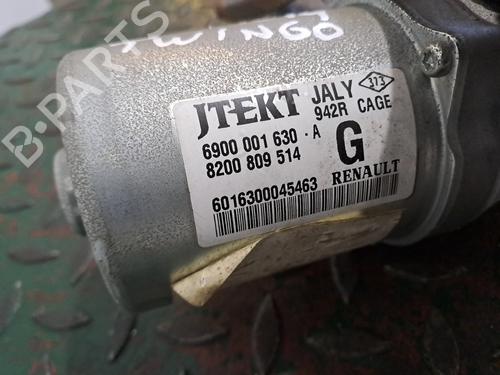 TWINGO
JTEKT JALY 313
942R CAGE
6900 001 630 - A
8200 809 514 G
6016300045463 RENAULT
B-PARTS